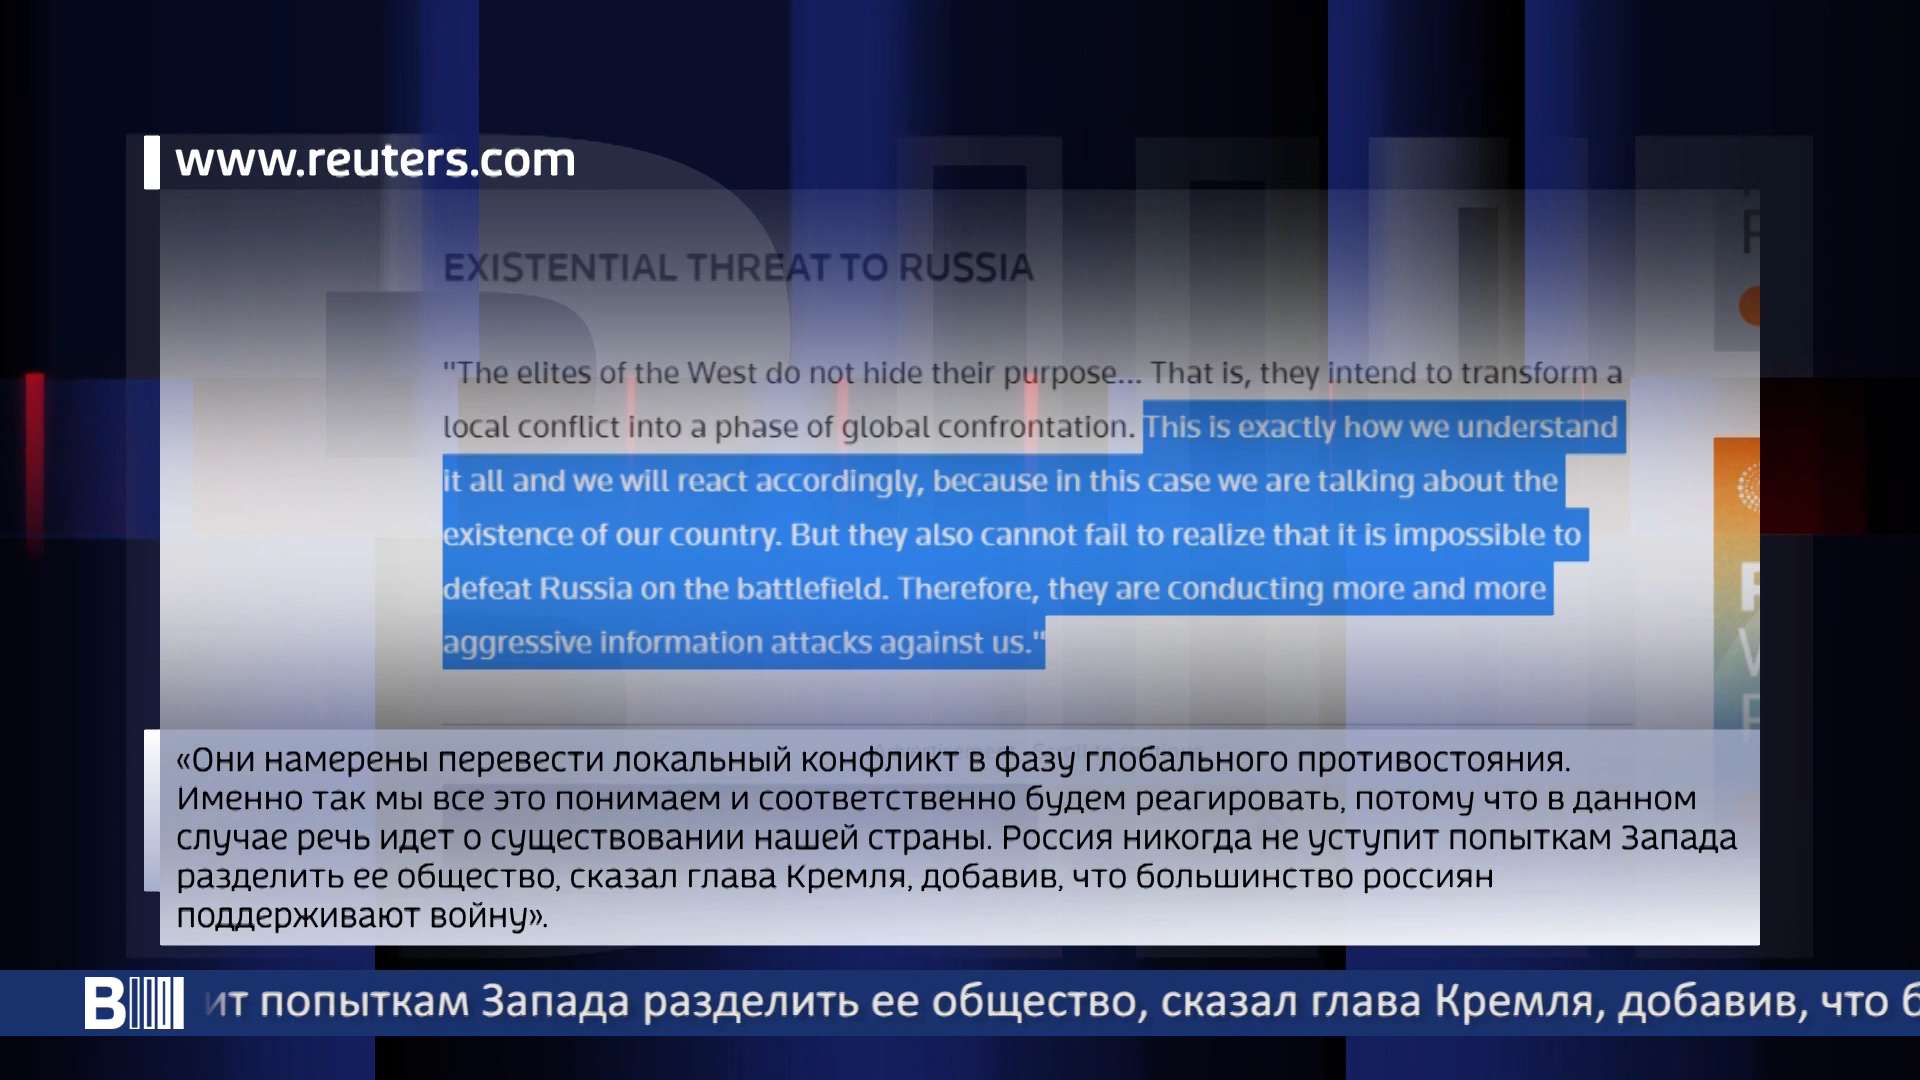 www.reuters.com
EXISTENTIAL THREAT TO RUSSIA
"The elites of the West do not hide their purpose... That is, they intend to transform a
local conflict into a phase of global confrontation. This is exactly how we understand
it all and we will react accordingly, because in this case we are talking about the
existence of our country. But they also cannot fail to realize that it is impossible to
defeat Russia on the battlefield. Therefore, they are conducting more and more
aggressive information attacks against us."
«Они намерены перевести локальный конфликт в фазу глобального противостояния.
Именно так мы все это понимаем и соответственно будем реагировать, потому что в данном
случае речь идет о существовании нашей страны. Россия никогда не уступит попыткам Запада
разделить ее общество, сказал глава Кремля, добавив, что большинство россиян
поддерживают войну».
ит попыткам Запада разделить ее общество, сказал глава Кремля, добавив, что б